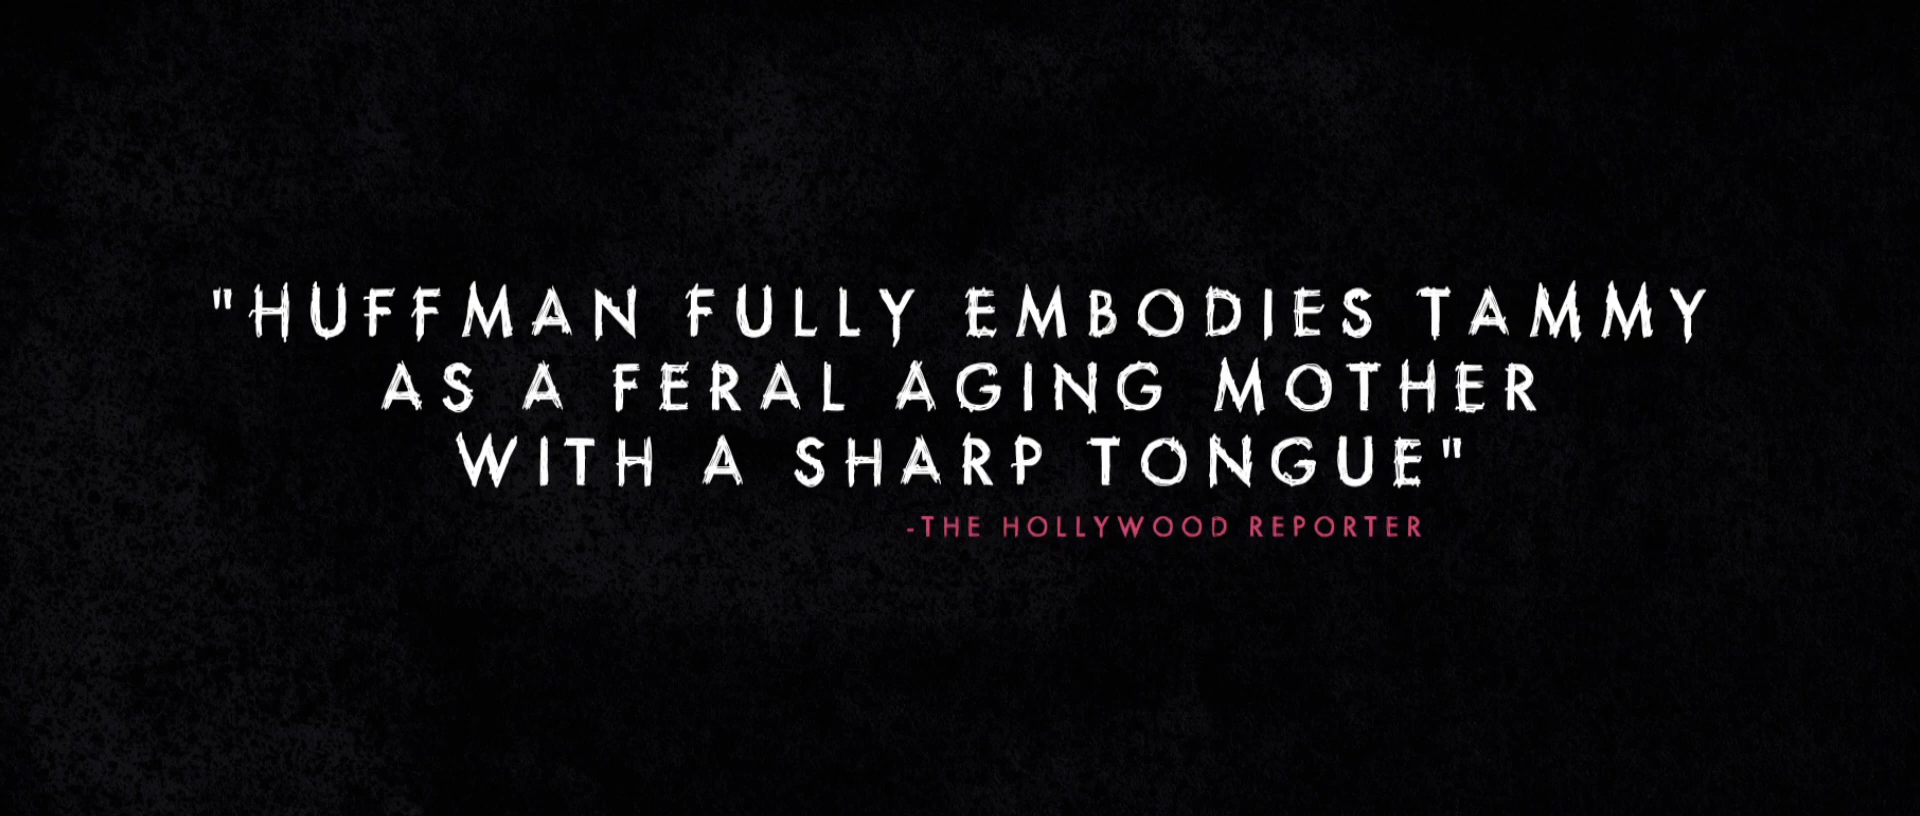 "HUFFMAN FULLY EMBODIES TAMMY
AS A FERAL AGING MOTHER
WITH A SHARP TONGUE"
-THE HOLLYWOOD REPORTER